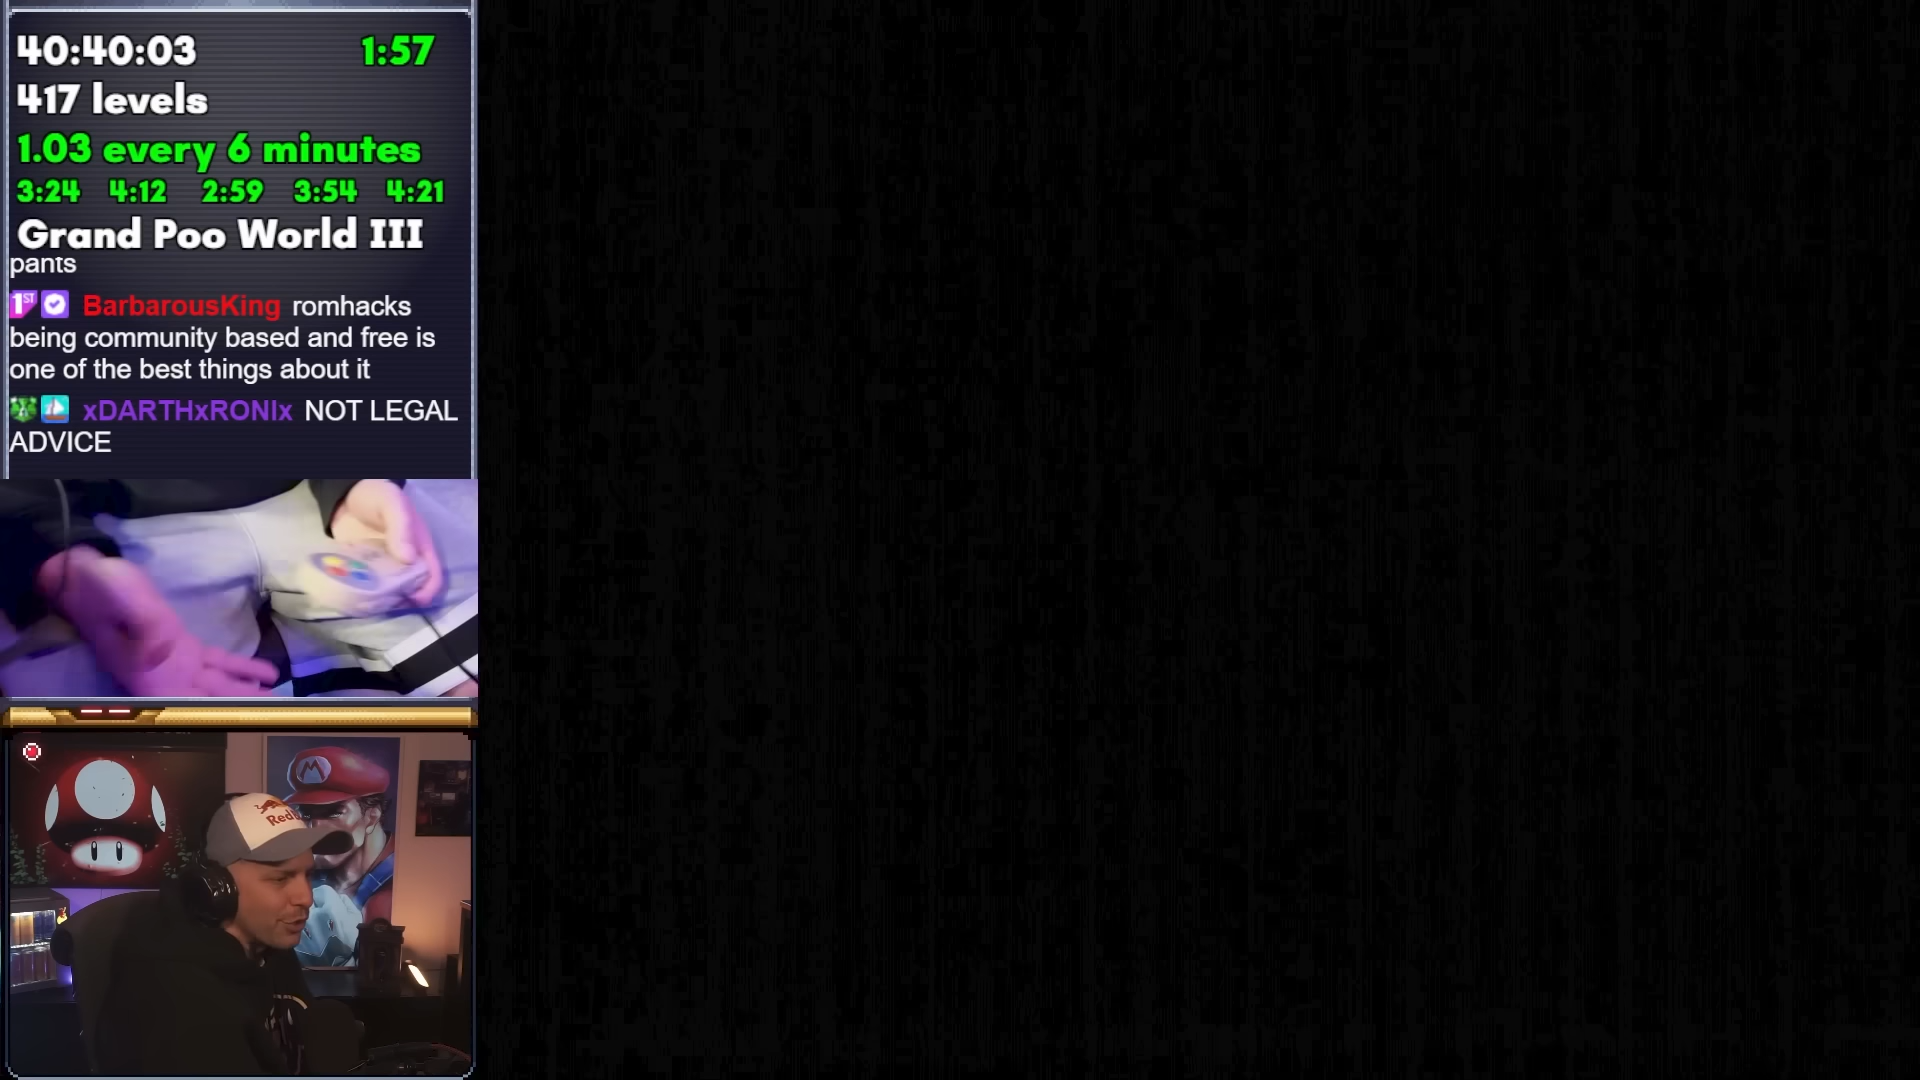 40:40:03 1:57
417 levels
1.03 every 6 minutes
3:24 4:12 2:59 3:54 4:21
Grand Poo World III
pants
1ST BarbarousKing romhacks
being community based and free is
one of the best things about it
xDARTHxRONIx NOT LEGAL
ADVICE
M
Red